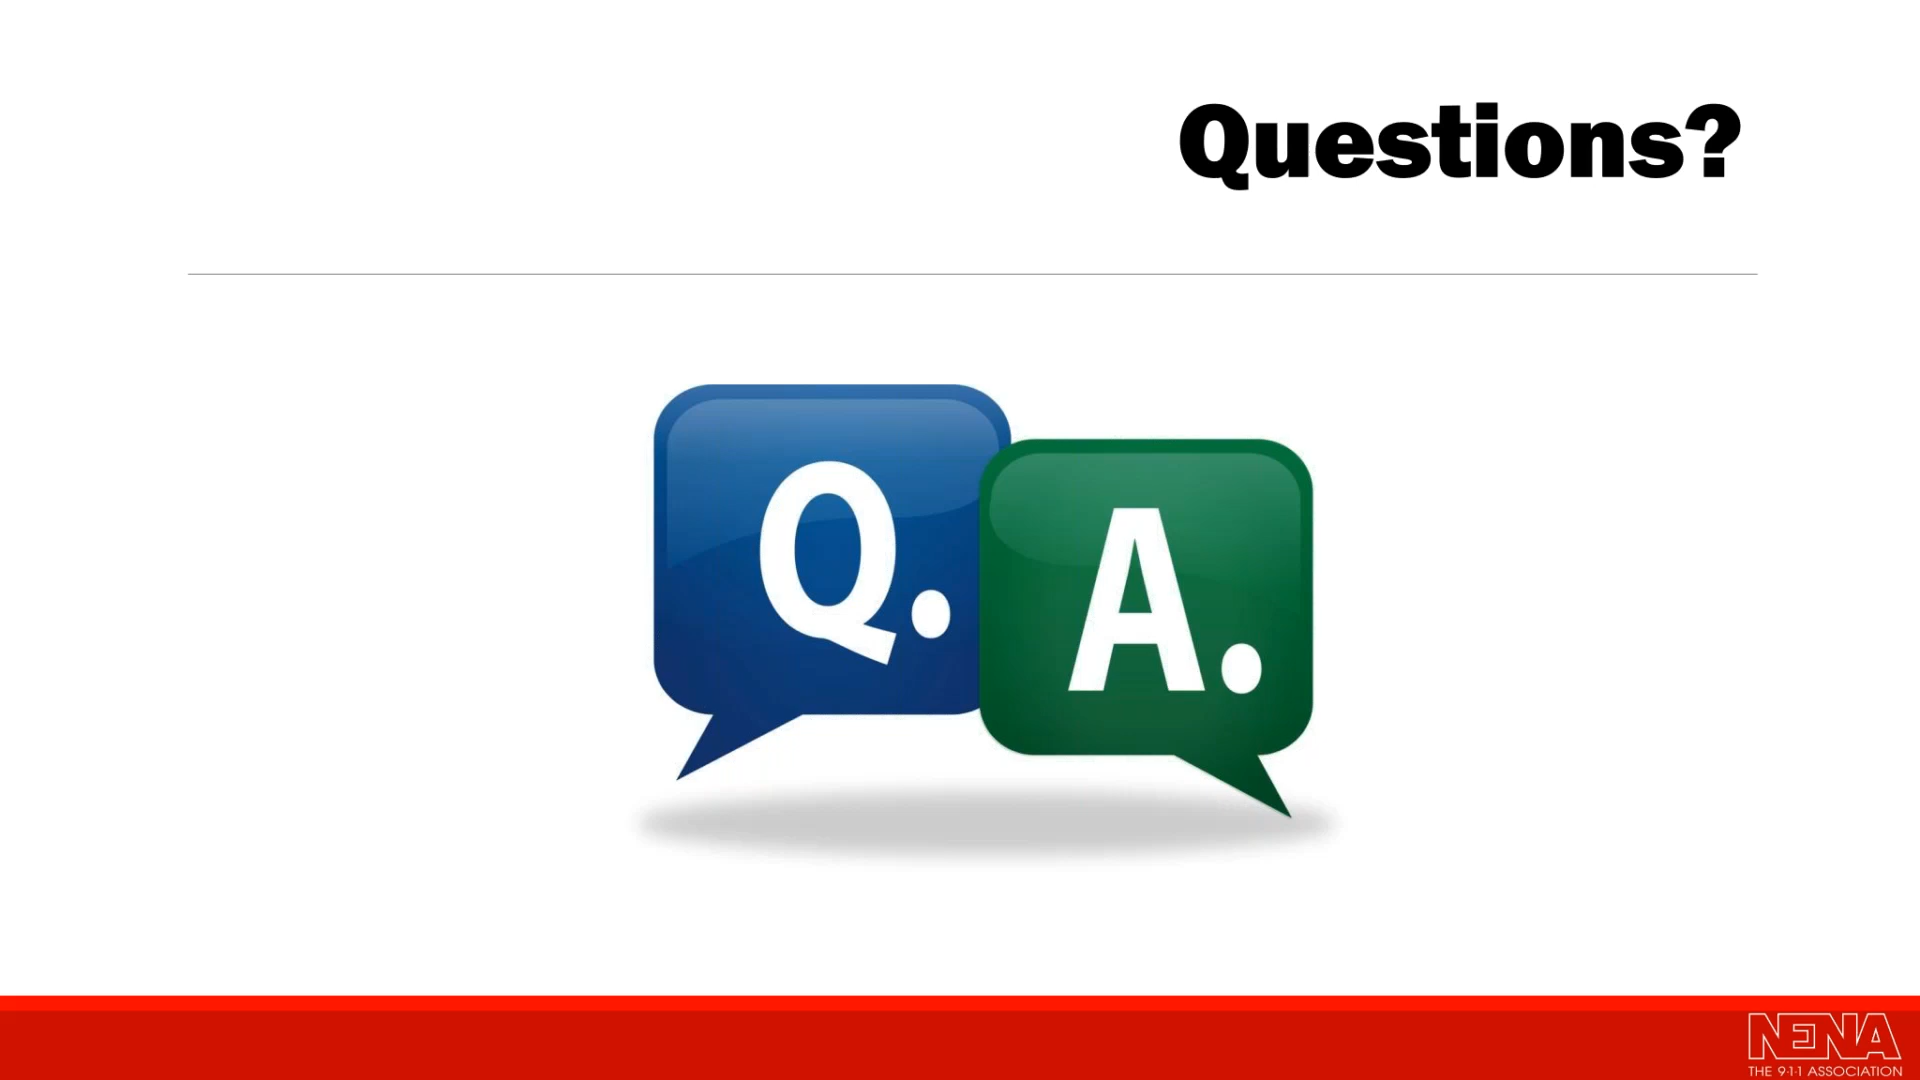 Questions?
Q.
A.
NENA
THE 9-1-1 ASSOCIATION